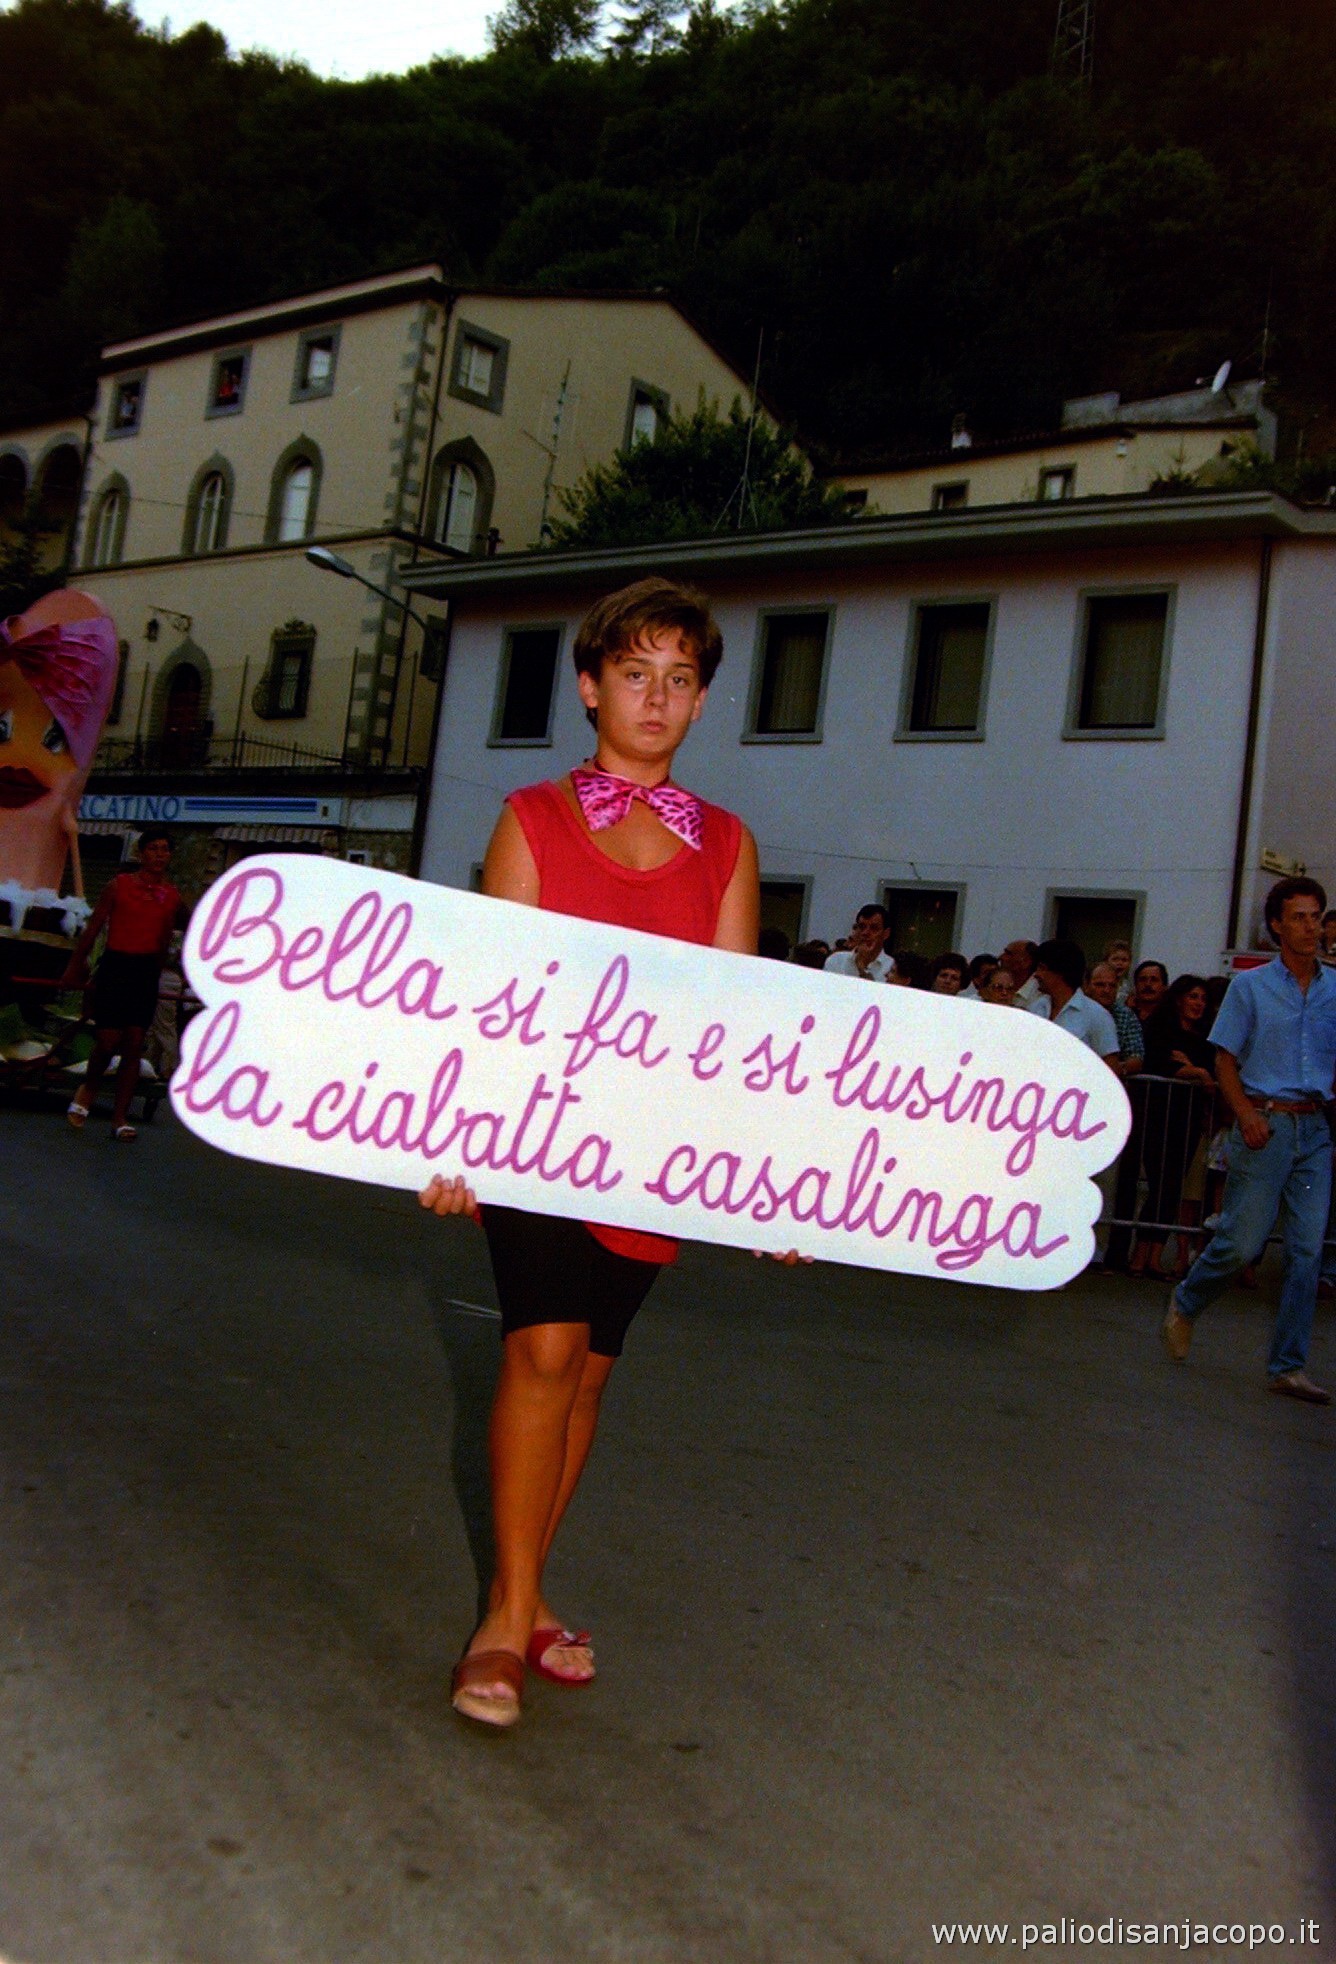 RCATINO
Bella si fa e si lusinga
la ciabatta casalinga
www.paliodisanjacopo.it